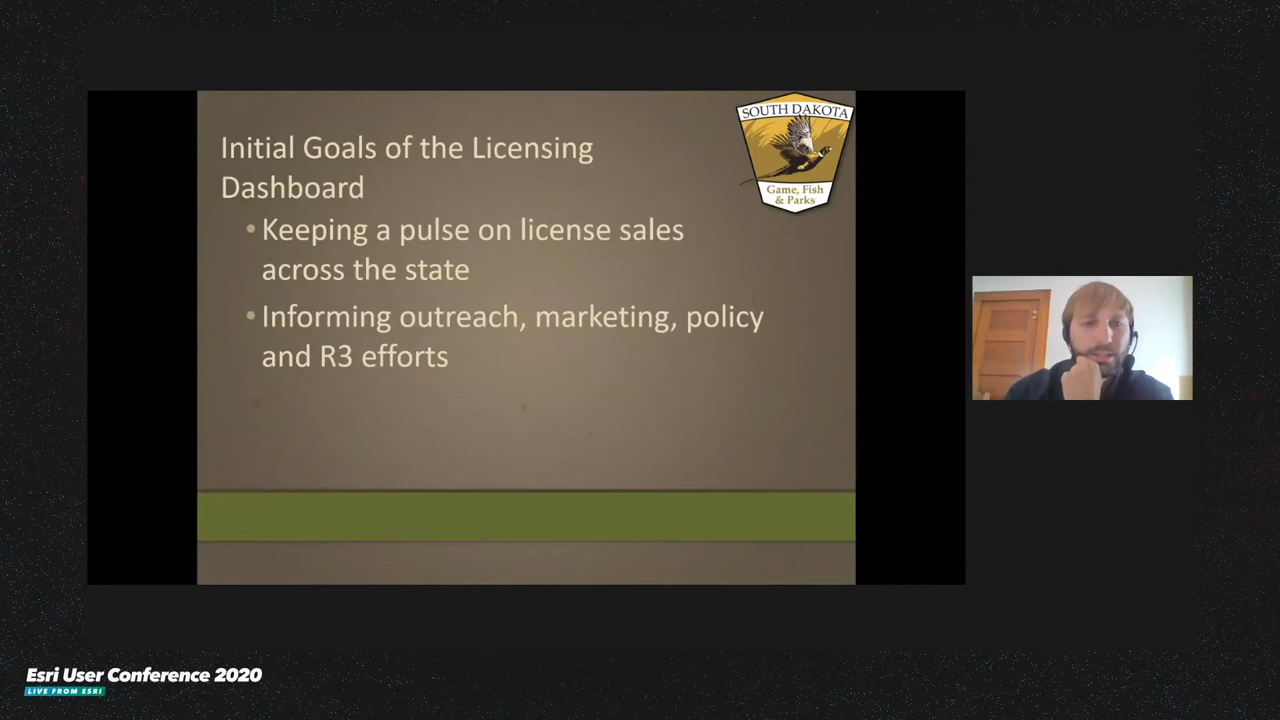 Initial Goals of the Licensing
Dashboard
•Keeping a pulse on license sales
across the state
•Informing outreach, marketing, policy
and R3 efforts
SOUTH DAKOTA
Game, Fish
& Parks
Esri User Conference 2020
LIVE FROM ESRI